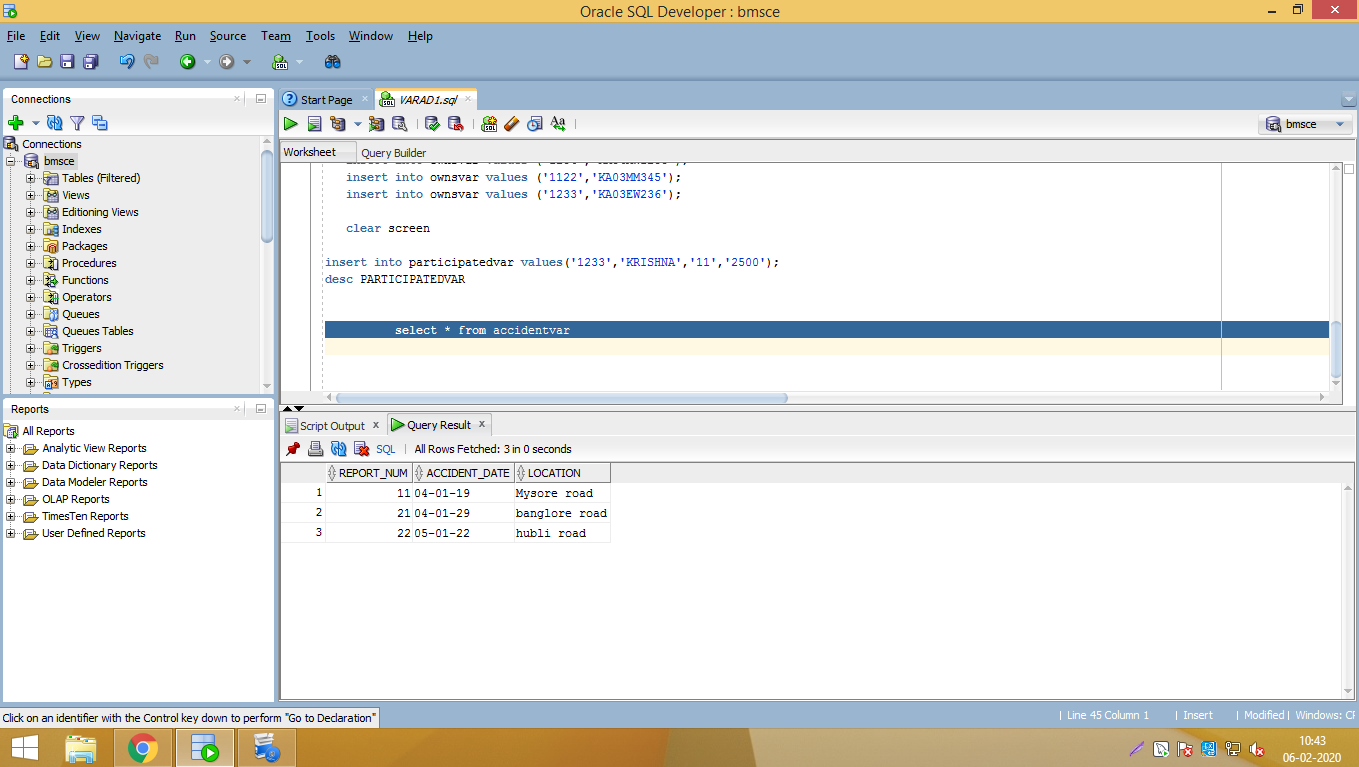 Oracle SQL Developer : bmsce
File Edit View Navigate Run Source Team Tools Window Help
Connections
Connections
bmsce
Tables (Filtered)
Views
Editioning Views
Indexes
Packages
Procedures
Functions
Operators
Queues
Queues Tables
Triggers
Crossedition Triggers
Types
Reports
All Reports
Analytic View Reports
Data Dictionary Reports
Data Modeler Reports
OLAP Reports
TimesTen Reports
User Defined Reports
Start Page
VARAD1.sql
bmsce
Worksheet Query Builder
insert into ownsvar values ('1122','KA03MM345');
insert into ownsvar values ('1233','KA03EW236');
clear screen
insert into participatedvar values('1233','KRISHNA','11','2500');
desc PARTICIPATEDVAR
select * from accidentvar
Script Output Query Result
SQL All Rows Fetched: 3 in 0 seconds
REPORT_NUM ACCIDENT_DATE LOCATION
1 11 04-01-19 Mysore road
2 21 04-01-29 banglore road
3 22 05-01-22 hubli road
Click on an identifier with the Control key down to perform "Go to Declaration"
Line 45 Column 1 Insert Modified Windows: CF
10:43
06-02-2020